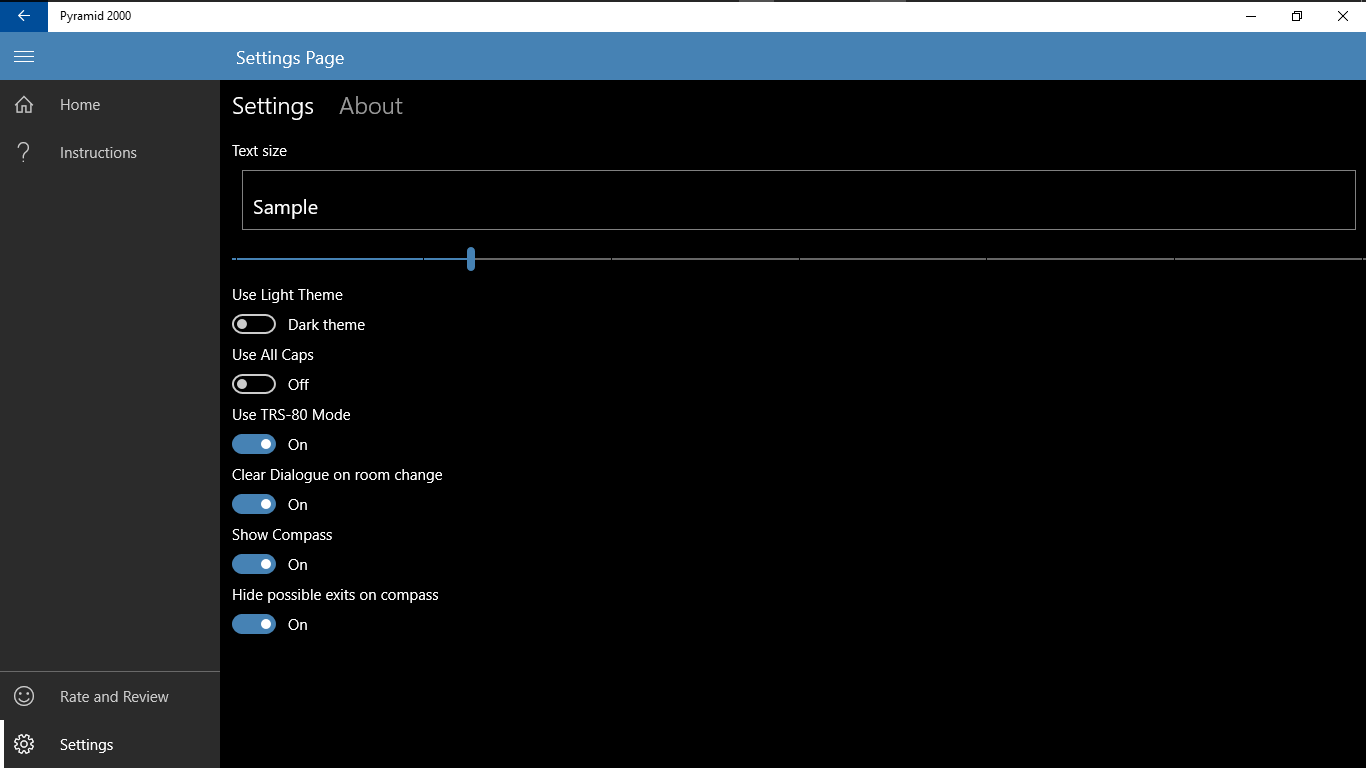 Pyramid 2000
Settings Page
Home
Instructions
Rate and Review
Settings
Settings About
Text size
Sample
Use Light Theme
Dark theme
Use All Caps
Off
Use TRS-80 Mode
On
Clear Dialogue on room change
On
Show Compass
On
Hide possible exits on compass
On